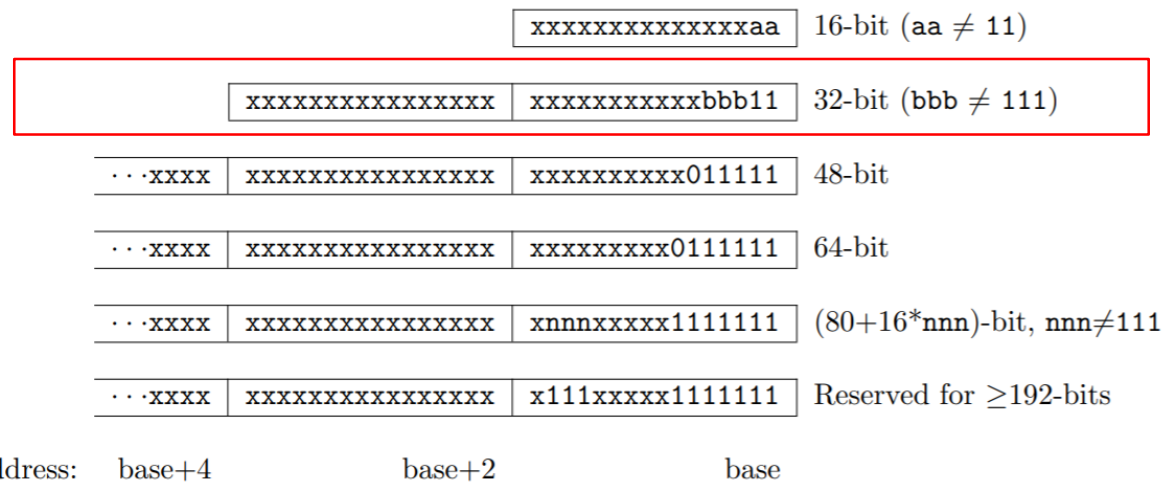 xxxxxxxxxxxxxxaa 16-bit (aa ≠ 11)
xxxxxxxxxxxxxxxx xxxxxxxxxxxbbb11 32-bit (bbb ≠ 111)
···xxxx xxxxxxxxxxxxxxxx xxxxxxxxxx011111 48-bit
···xxxx xxxxxxxxxxxxxxxx xxxxxxxxx0111111 64-bit
···xxxx xxxxxxxxxxxxxxxx xnnnxxxxx1111111 (80+16*nnn)-bit, nnn≠111
···xxxx xxxxxxxxxxxxxxxx x111xxxxx1111111 Reserved for ≥192-bits
ldress: base+4 base+2 base